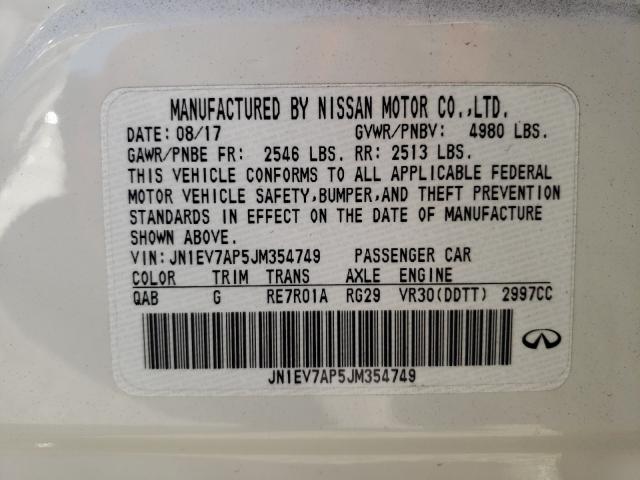 MANUFACTURED BY NISSAN MOTOR CO.,LTD.
DATE: 08/17 GVWR/PNBV: 4980 LBS.
GAWR/PNBE FR: 2546 LBS. RR: 2513 LBS.
THIS VEHICLE CONFORMS TO ALL APPLICABLE FEDERAL
MOTOR VEHICLE SAFETY,BUMPER,AND THEFT PREVENTION
STANDARDS IN EFFECT ON THE DATE OF MANUFACTURE
SHOWN ABOVE.
VIN: JN1EV7AP5JM354749 PASSENGER CAR
COLOR TRIM TRANS AXLE ENGINE
QAB G RE7R01A RG29 VR30(DDTT) 2997CC
JN1EV7AP5JM354749